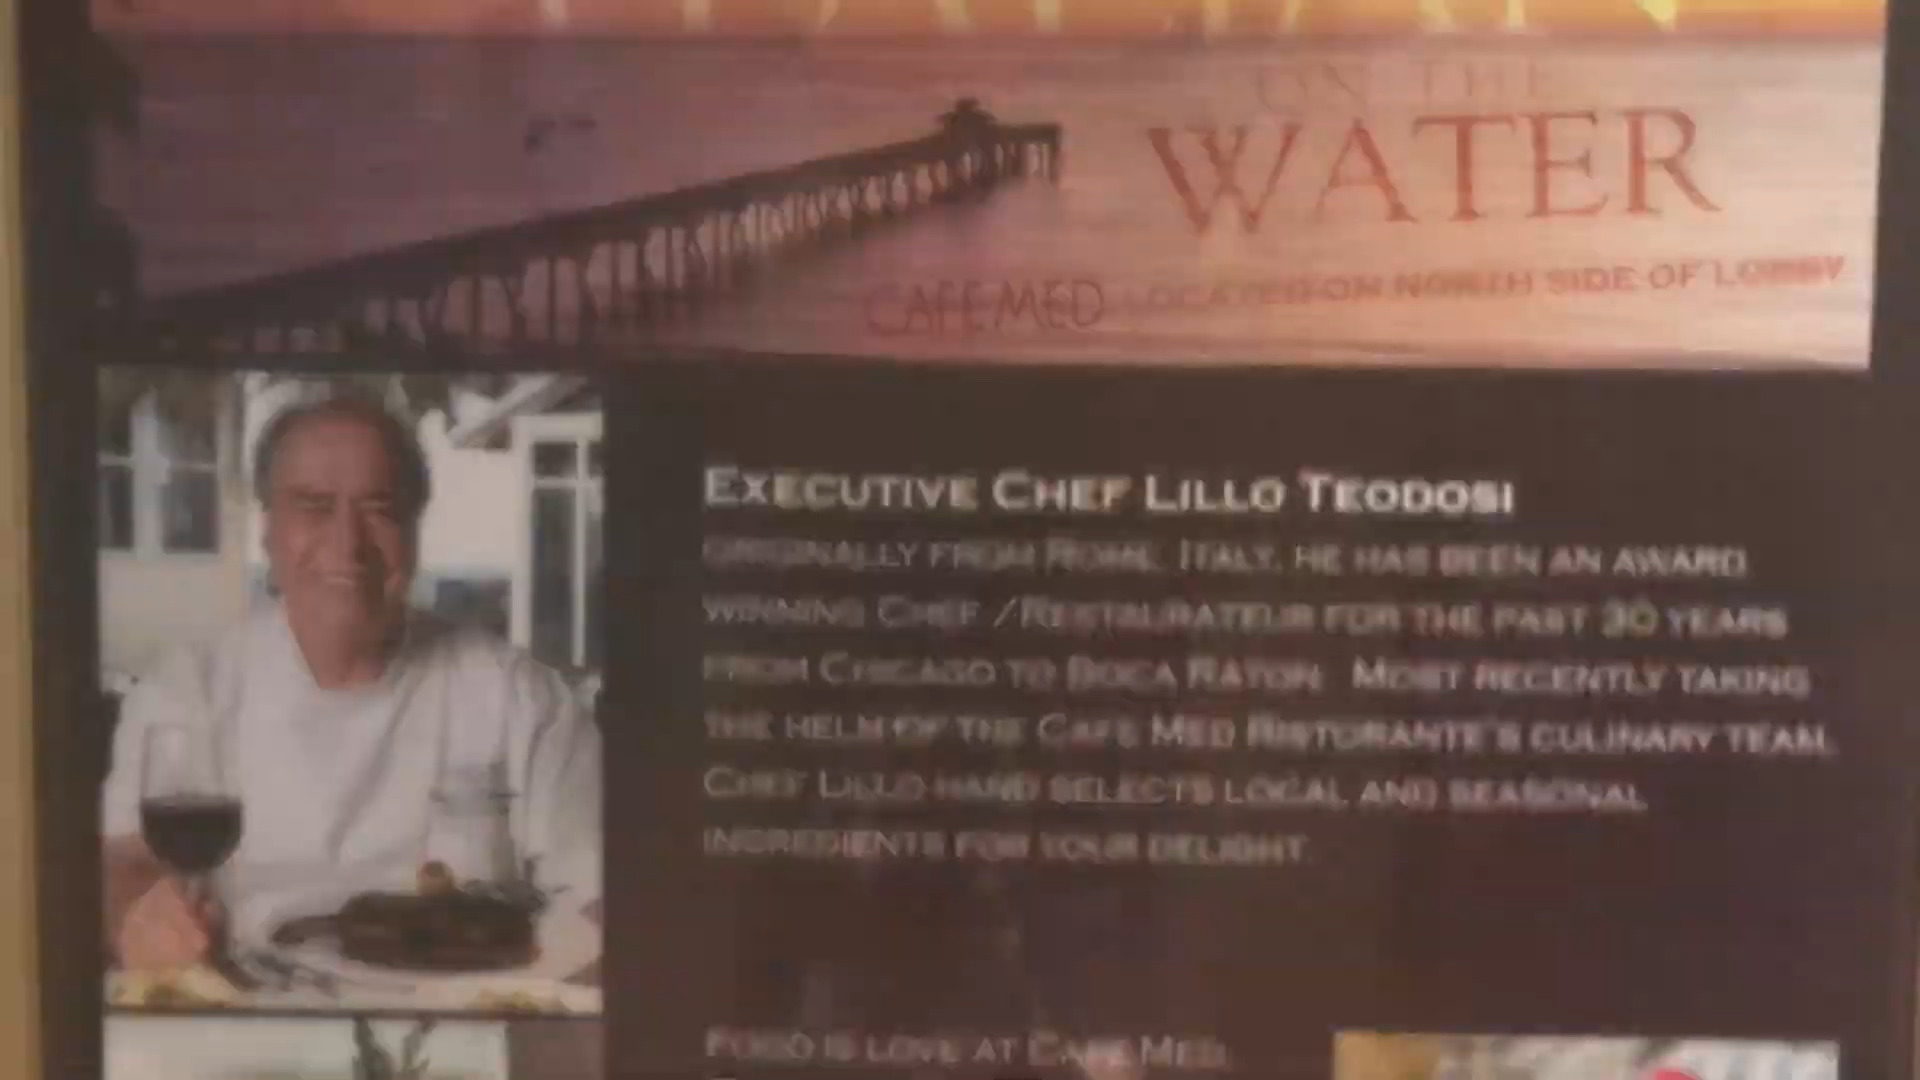 ON THE
WATER
CAFE MED LOCATED ON NORTH SIDE OF LOBBY
EXECUTIVE CHEF LILLO TEODOSI
ORIGINALLY FROM ROME, ITALY. HE HAS BEEN AN AWARD
WINNING CHEF / RESTAURATEUR FOR THE PAST 30 YEARS
FROM CHICAGO TO BOCA RATON. MOST RECENTLY TAKING
THE HELM OF THE CAFE MED RISTORANTE'S CULINARY TEAM.
CHEF LILLO HAND SELECTS LOCAL AND SEASONAL
INGREDIENTS FOR YOUR DELIGHT.
FOOD IS LOVE AT CAFE MED.